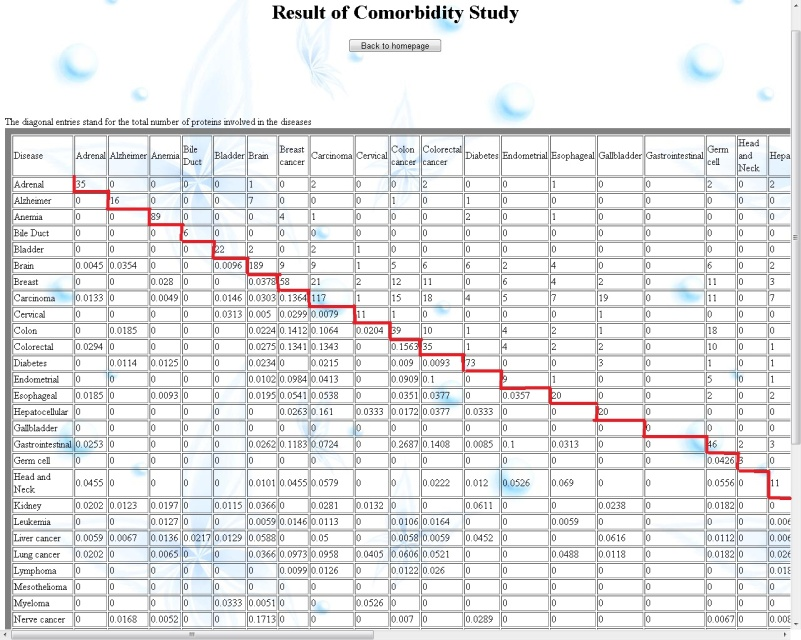 Result of Comorbidity Study
Back to homepage
The diagonal entries stand for the total number of proteins involved in the diseases
Disease Adrenal Alzheimer Anemia Bile Duct Bladder Brain Breast cancer Carcinoma Cervical Colon cancer Colorectal cancer Diabetes Endometrial Esophageal Gallbladder Gastrointestinal Germ cell Head and Neck Hepa
Adrenal 35 0 0 0 0 1 0 2 0 0 2 0 0 1 0 0 2 0 2
Alzheimer 0 16 0 0 0 7 0 0 0 1 0 1 0 0 0 0 0 0 0
Anemia 0 0 89 0 0 0 4 1 0 0 0 2 0 1 0 0 0 0 0
Bile Duct 0 0 0 6 0 0 0 0 0 0 0 0 0 0 0 0 0 0 0
Bladder 0 0 0 0 22 2 0 2 1 0 0 0 0 0 0 0 0 0 0
Brain 0.0045 0.0354 0 0 0.0096 189 9 9 1 5 6 6 2 4 0 0 6 0 2
Breast 0 0 0.028 0 0 0.0378 58 21 2 12 11 0 6 4 2 0 11 0 3
Carcinoma 0.0133 0 0.0049 0 0.0146 0.0303 0.1364 117 1 15 18 4 5 7 19 0 11 0 7
Cervical 0 0 0 0 0.0313 0.005 0.0299 0.0079 11 1 0 0 0 0 1 0 0 0 0
Colon 0 0.0185 0 0 0 0.0224 0.1412 0.1064 0.0204 39 10 1 4 2 1 0 18 0 0
Colorectal 0.0294 0 0 0 0 0.0275 0.1341 0.1343 0 0.1563 35 1 4 2 2 0 10 0 1
Diabetes 0 0.0114 0.0125 0 0 0.0234 0 0.0215 0 0.009 0.0093 73 0 0 3 0 1 0 1
Endometrial 0 0 0 0 0 0.0102 0.0984 0.0413 0 0.0909 0.1 0 9 1 0 0 5 0 1
Esophageal 0.0185 0 0.0093 0 0 0.0195 0.0541 0.0538 0 0.0351 0.0377 0 0.0357 20 0 0 2 0 2
Hepatocellular 0 0 0 0 0 0 0.0263 0.161 0.0333 0.0172 0.0377 0.0333 0 0 20 0 0 0 0
Gallbladder 0 0 0 0 0 0 0 0 0 0 0 0 0 0 0 0 0 0 0
Gastrointestinal 0.0253 0 0 0 0 0.0262 0.1183 0.0724 0 0.2687 0.1408 0.0085 0.1 0.0313 0 0 46 2 3
Germ cell 0 0 0 0 0 0 0 0 0 0 0 0 0 0 0 0 0.0426 3 0
Head and Neck 0.0455 0 0 0 0 0.0101 0.0455 0.0579 0 0 0.0222 0.012 0.0526 0.069 0 0 0.0556 0 11
Kidney 0.0202 0.0123 0.0197 0 0.0115 0.0366 0 0.0281 0.0132 0 0 0.0611 0 0 0.0238 0 0.0182 0 0
Leukemia 0 0 0.0127 0 0 0.0059 0.0146 0.0113 0 0.0106 0.0164 0 0 0.0059 0 0 0 0 0.006
Liver cancer 0.0059 0.0067 0.0136 0.0217 0.0129 0.0588 0 0.05 0 0.0058 0.0059 0.0452 0 0 0.0616 0 0.0112 0 0.006
Lung cancer 0.0202 0 0.0065 0 0 0.0366 0.0973 0.0958 0.0405 0.0606 0.0521 0 0 0.0488 0.0118 0 0.0182 0 0.026
Lymphoma 0 0 0 0 0 0 0.0099 0.0126 0 0.0122 0.026 0 0 0 0 0 0 0 0.018
Mesothelioma 0 0 0 0 0 0 0 0 0 0 0 0 0 0 0 0 0 0 0
Myeloma 0 0 0 0 0.0333 0.0051 0 0 0.0526 0 0 0 0 0 0 0 0 0 0
Nerve cancer 0 0.0168 0.0052 0 0 0.1713 0 0 0 0.007 0 0.0289 0 0 0 0 0.0067 0 0.008